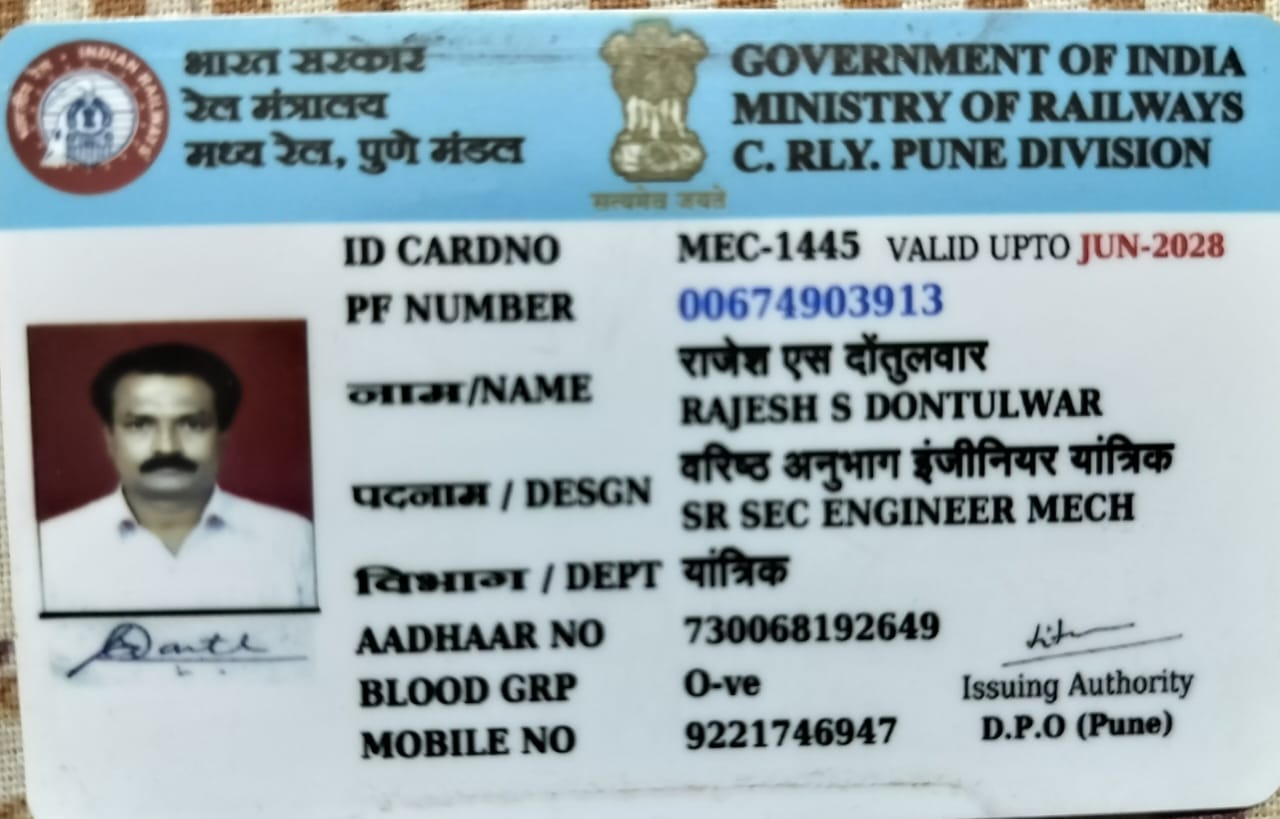 भारत सरकार
रेल मंत्रालय
मध्य रेल, पुणे मंडल
INDIAN RAILWAYS
सत्यमेव जयते
GOVERNMENT OF INDIA
MINISTRY OF RAILWAYS
C. RLY. PUNE DIVISION
ID CARDNO MEC-1445 VALID UPTO JUN-2028
PF NUMBER 00674903913
नाम/NAME राजेश एस दोंतुलवार
RAJESH S DONTULWAR
पदनाम / DESGN वरिष्ठ अनुभाग इंजीनियर यांत्रिक
SR SEC ENGINEER MECH
विभाग / DEPT यांत्रिक
AADHAAR NO 730068192649
BLOOD GRP O-ve
MOBILE NO 9221746947
Issuing Authority
D.P.O (Pune)